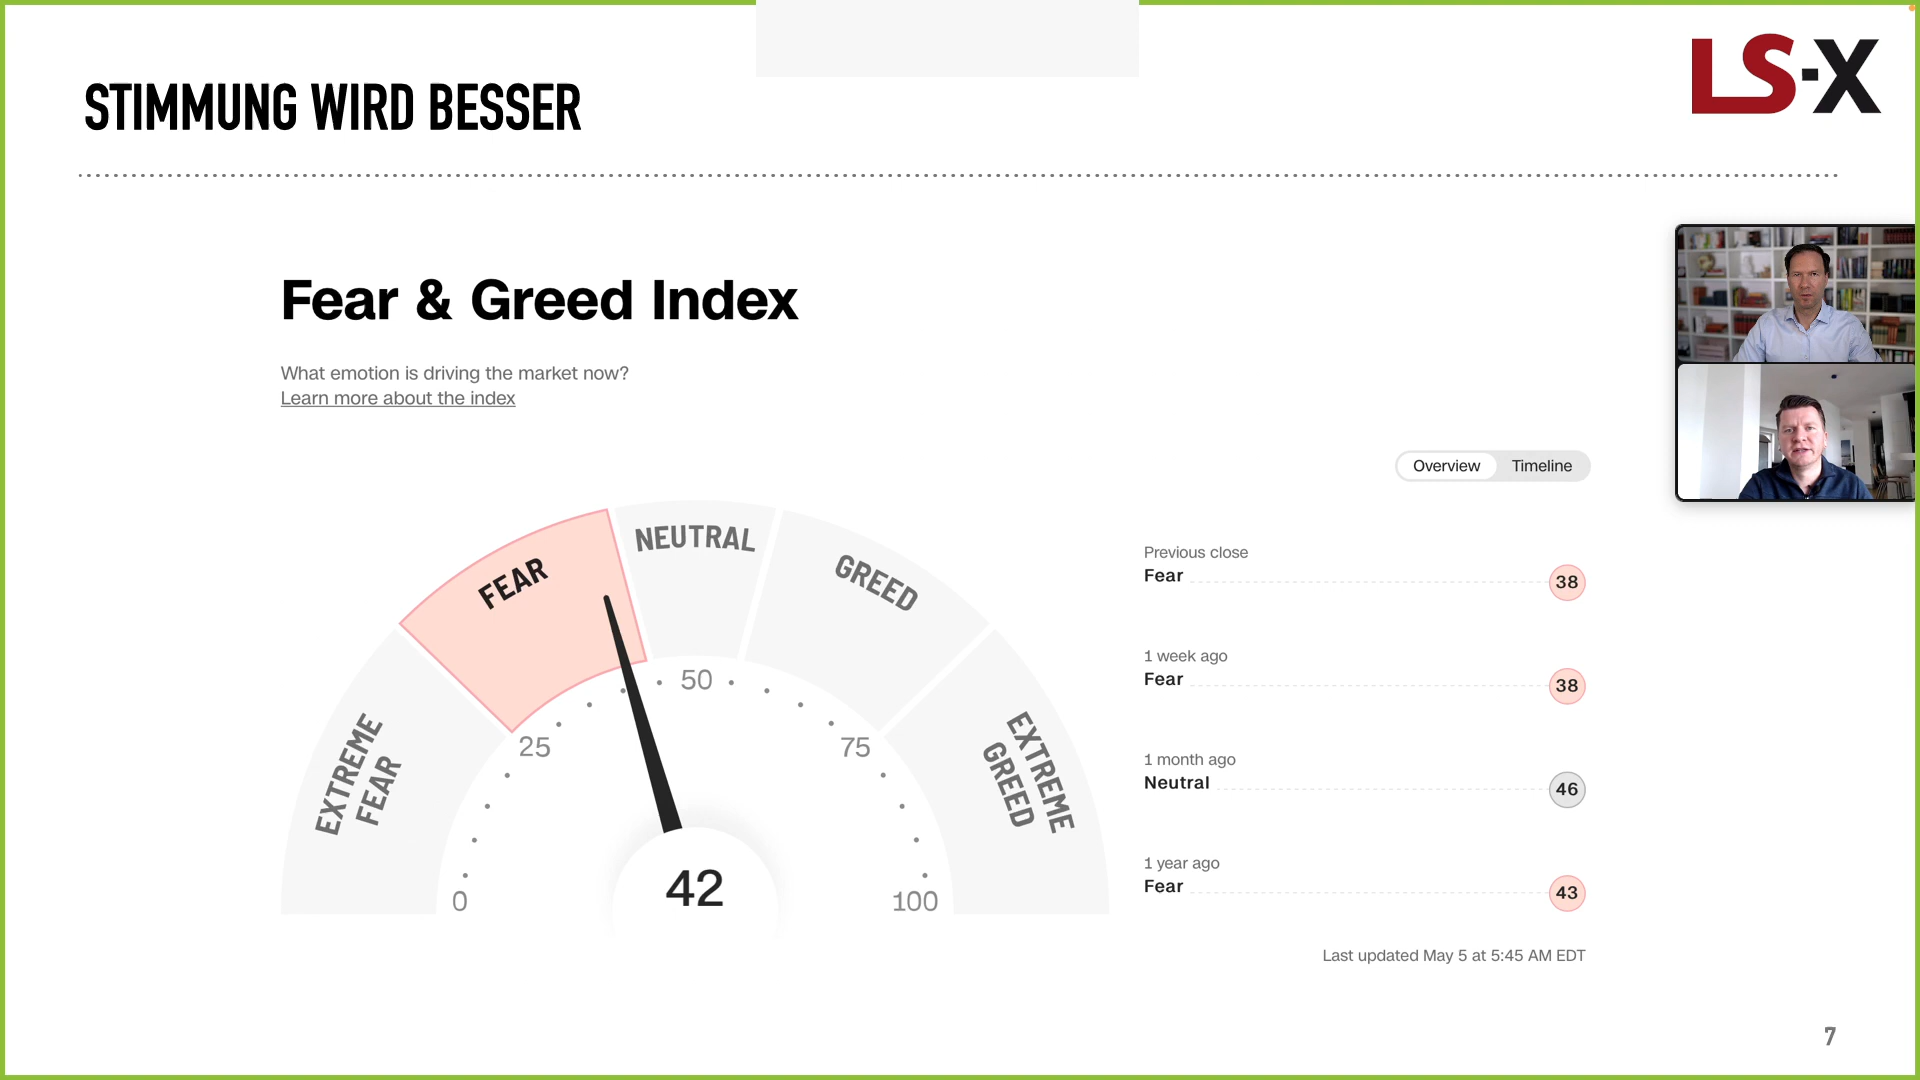 STIMMUNG WIRD BESSER
LS-X
Fear & Greed Index
What emotion is driving the market now?
Learn more about the index
Overview Timeline
EXTREME FEAR
FEAR
NEUTRAL
GREED
EXTREME GREED
0
25
50
75
100
42
Previous close
Fear 38
1 week ago
Fear 38
1 month ago
Neutral 46
1 year ago
Fear 43
Last updated May 5 at 5:45 AM EDT
7